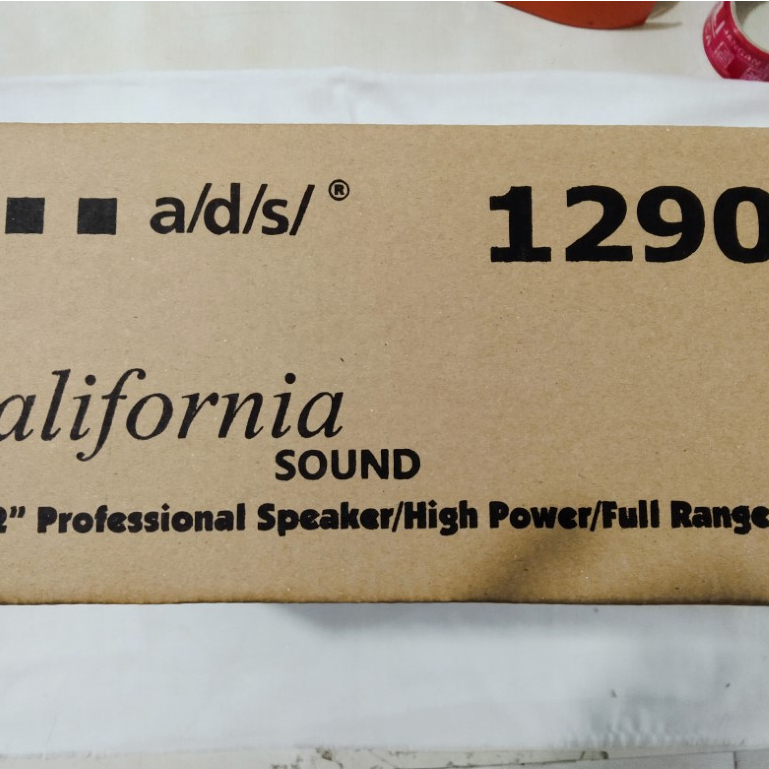 a/d/s/® 1290
alifornia
SOUND
2” Professional Speaker/High Power/Full Range